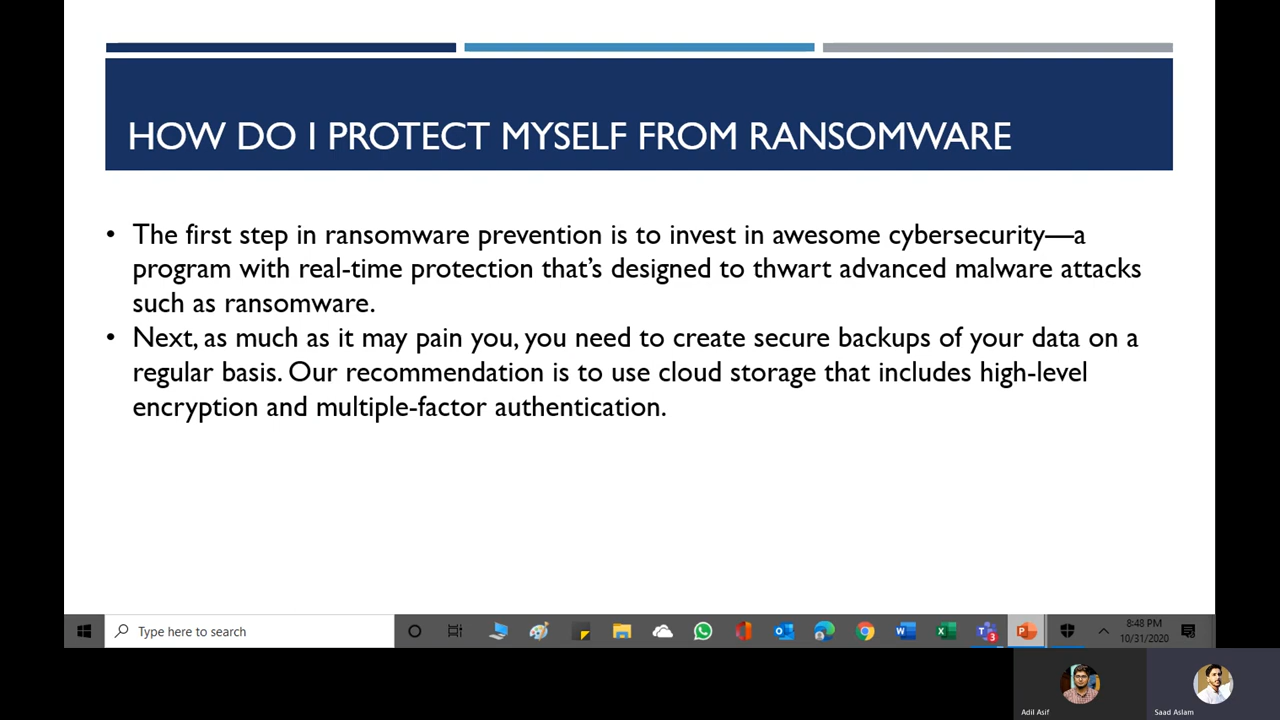 HOW DO I PROTECT MYSELF FROM RANSOMWARE
• The first step in ransomware prevention is to invest in awesome cybersecurity—a
program with real-time protection that’s designed to thwart advanced malware attacks
such as ransomware.
• Next, as much as it may pain you, you need to create secure backups of your data on a
regular basis. Our recommendation is to use cloud storage that includes high-level
encryption and multiple-factor authentication.
Type here to search
3
8:48 PM
10/31/2020
Adil Asif
Saad Aslam